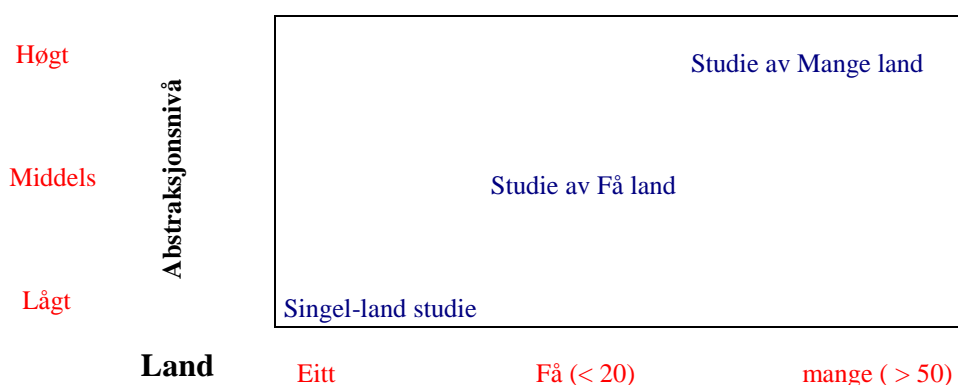 Høgt
Studie av Mange land
Abstraksjonsnivå
Middels
Studie av Få land
Lågt
Singel-land studie
Land
Eitt
Få (< 20)
mange ( > 50)